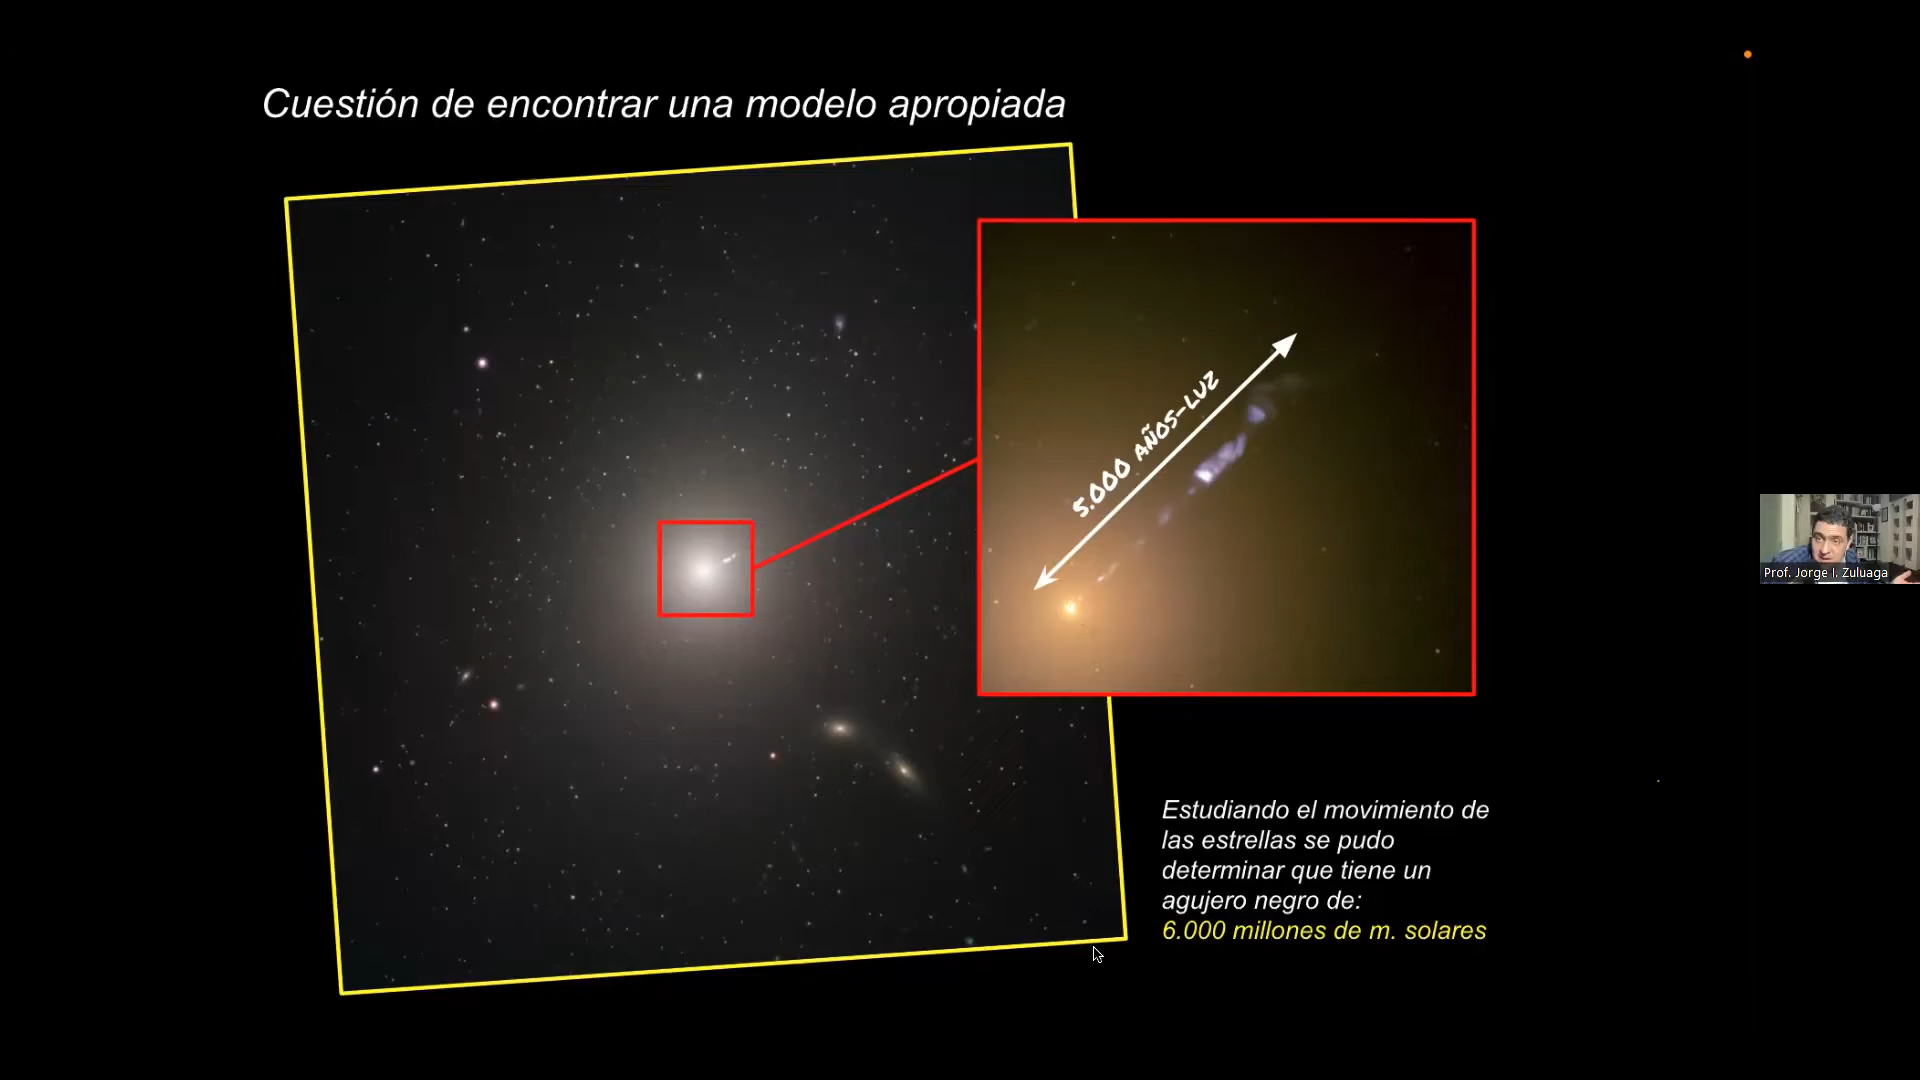 Cuestión de encontrar una modelo apropiada
5.000 AÑOS-LUZ
Prof. Jorge I. Zuluaga
Estudiando el movimiento de
las estrellas se pudo
determinar que tiene un
agujero negro de:
6.000 millones de m. solares